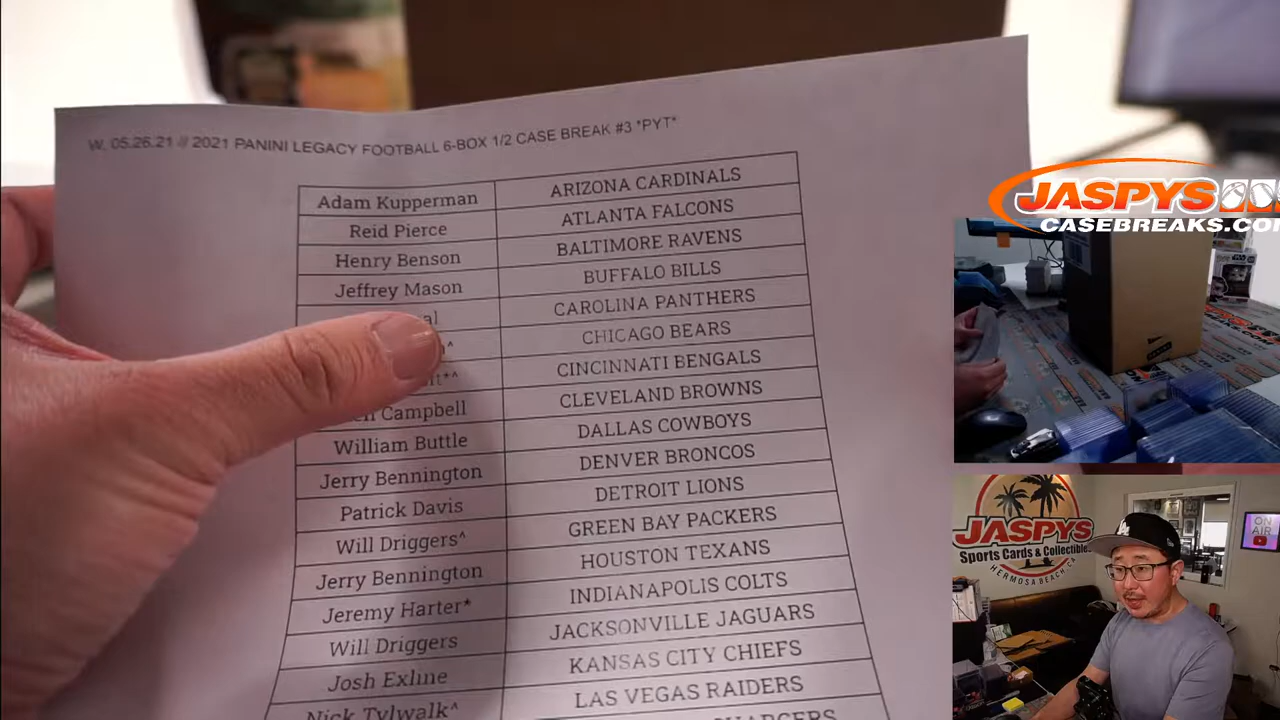 W. 05.26.21 // 2021 PANINI LEGACY FOOTBALL 6-BOX 1/2 CASE BREAK #3 *PYT*
Adam Kupperman ARIZONA CARDINALS
Reid Pierce ATLANTA FALCONS
Henry Benson BALTIMORE RAVENS
Jeffrey Mason BUFFALO BILLS
CAROLINA PANTHERS
CHICAGO BEARS
CINCINNATI BENGALS
Campbell CLEVELAND BROWNS
William Buttle DALLAS COWBOYS
Jerry Bennington DENVER BRONCOS
Patrick Davis DETROIT LIONS
Will Driggers^ GREEN BAY PACKERS
Jerry Bennington HOUSTON TEXANS
Jeremy Harter* INDIANAPOLIS COLTS
Will Driggers JACKSONVILLE JAGUARS
Josh Exline KANSAS CITY CHIEFS
Nick Tylwalk^ LAS VEGAS RAIDERS
CHARGERS
JASPYS
CASEBREAKS.CO
JASPYS
Sports Cards & Collectibles
HERMOSA BEACH CA
ON
AIR